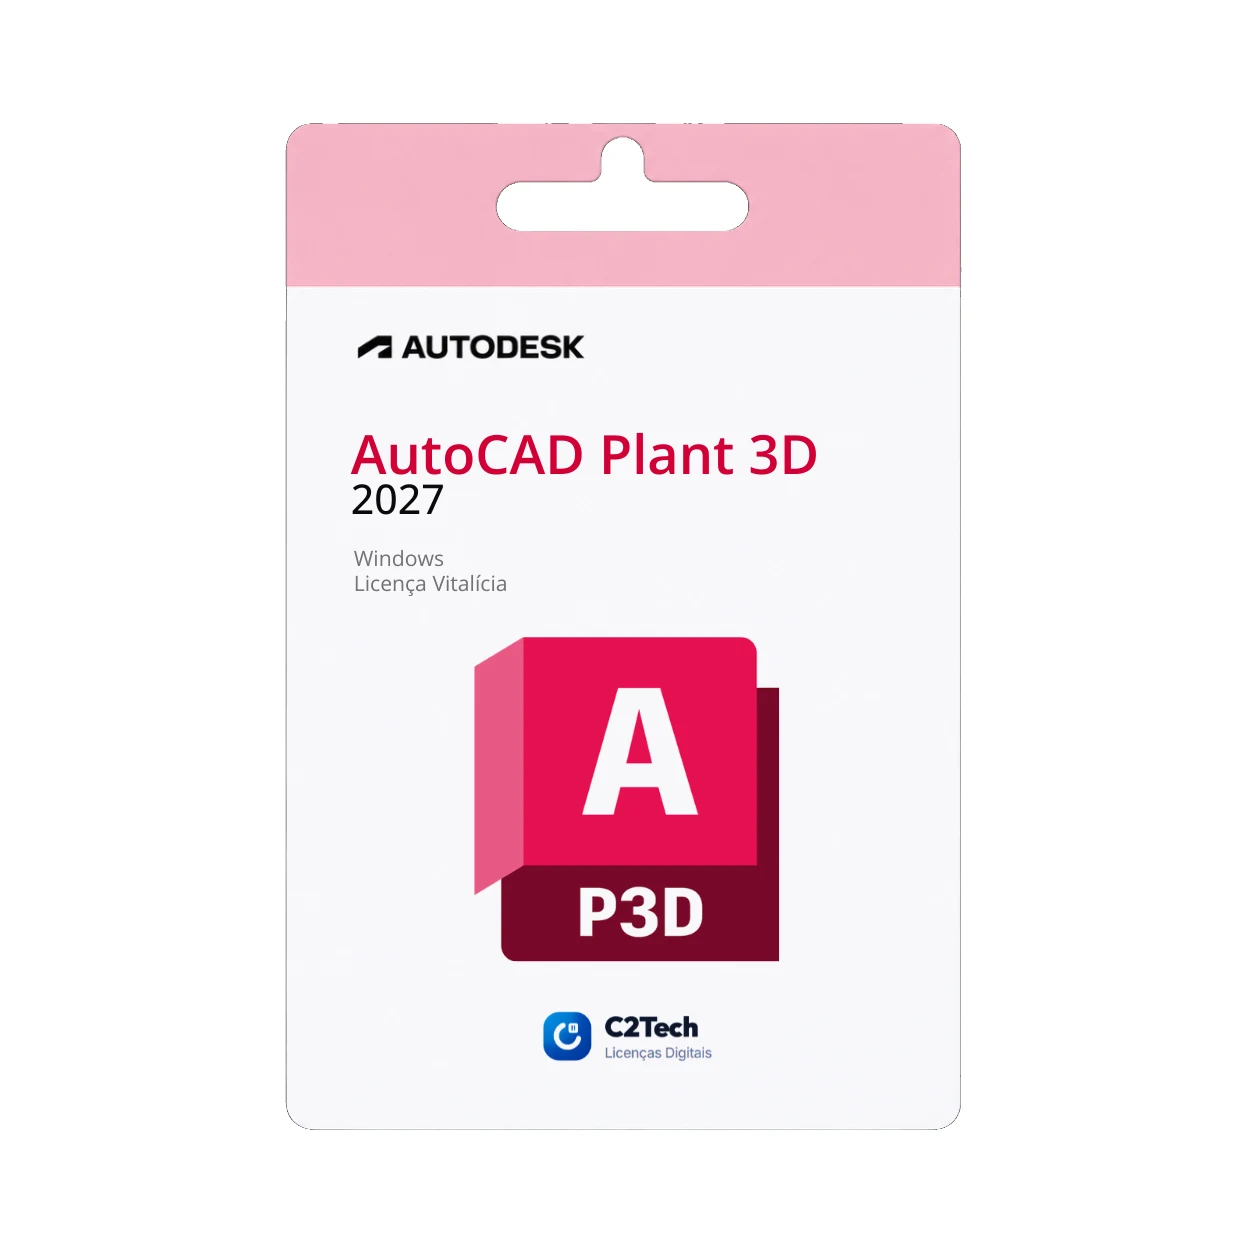 AUTODESK
AutoCAD Plant 3D
2027
Windows
Licença Vitalícia
A
P3D
C2Tech
Licenças Digitais